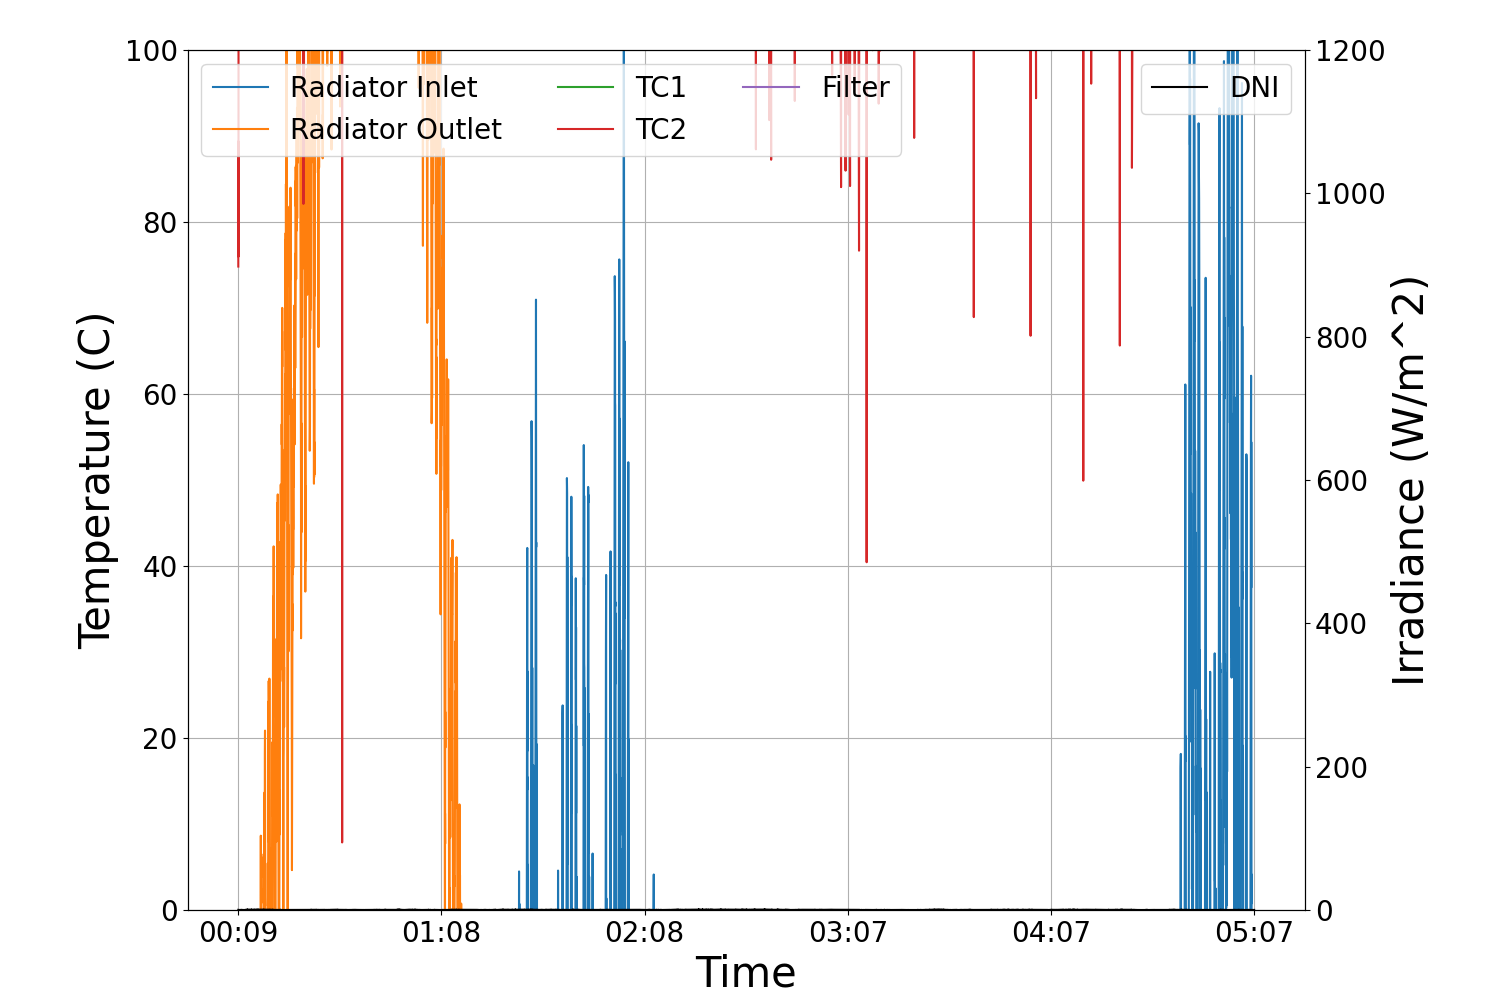 100
80
60
40
20
0
Temperature (C)
Radiator Inlet
Radiator Outlet
TC1
TC2
Filter
DNI
1200
1000
800
600
400
200
0
Irradiance (W/m^2)
00:09 01:08 02:08 03:07 04:07 05:07
Time